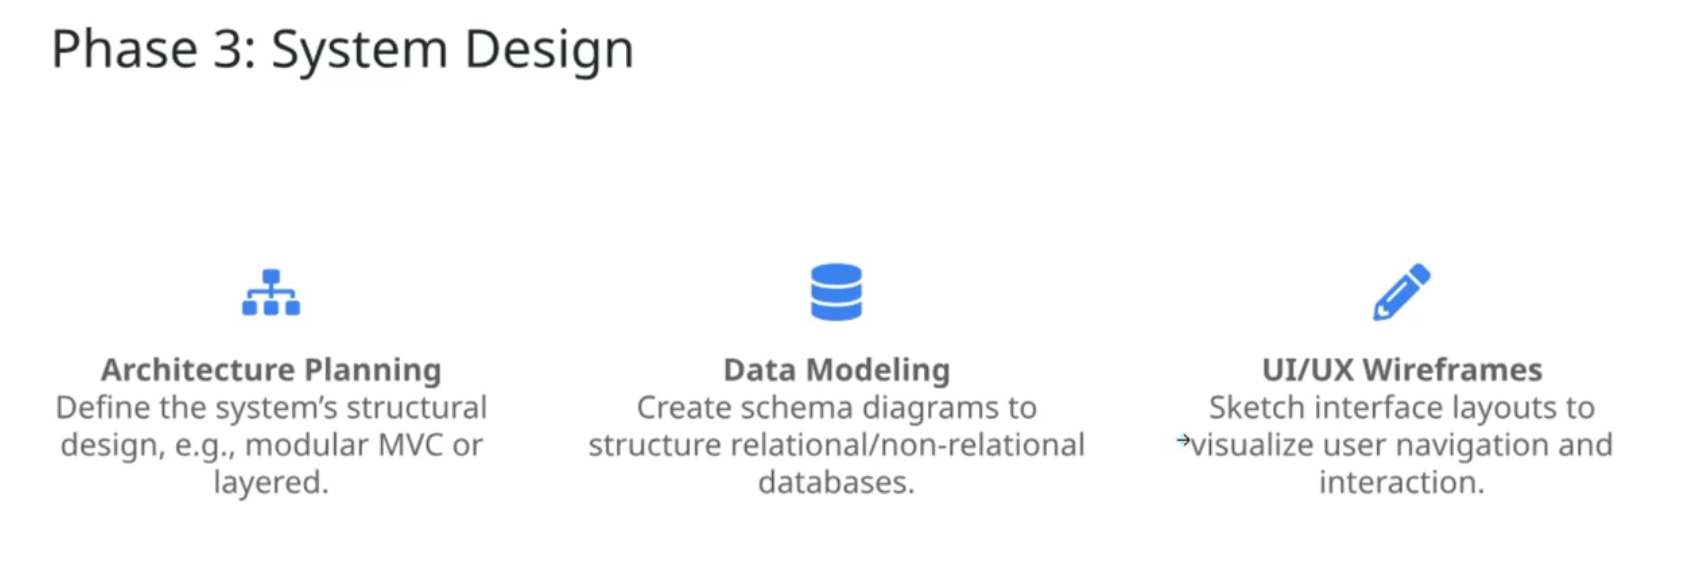 Phase 3: System Design
Architecture Planning
Define the system’s structural
design, e.g., modular MVC or
layered.
Data Modeling
Create schema diagrams to
structure relational/non-relational
databases.
UI/UX Wireframes
Sketch interface layouts to
visualize user navigation and
interaction.